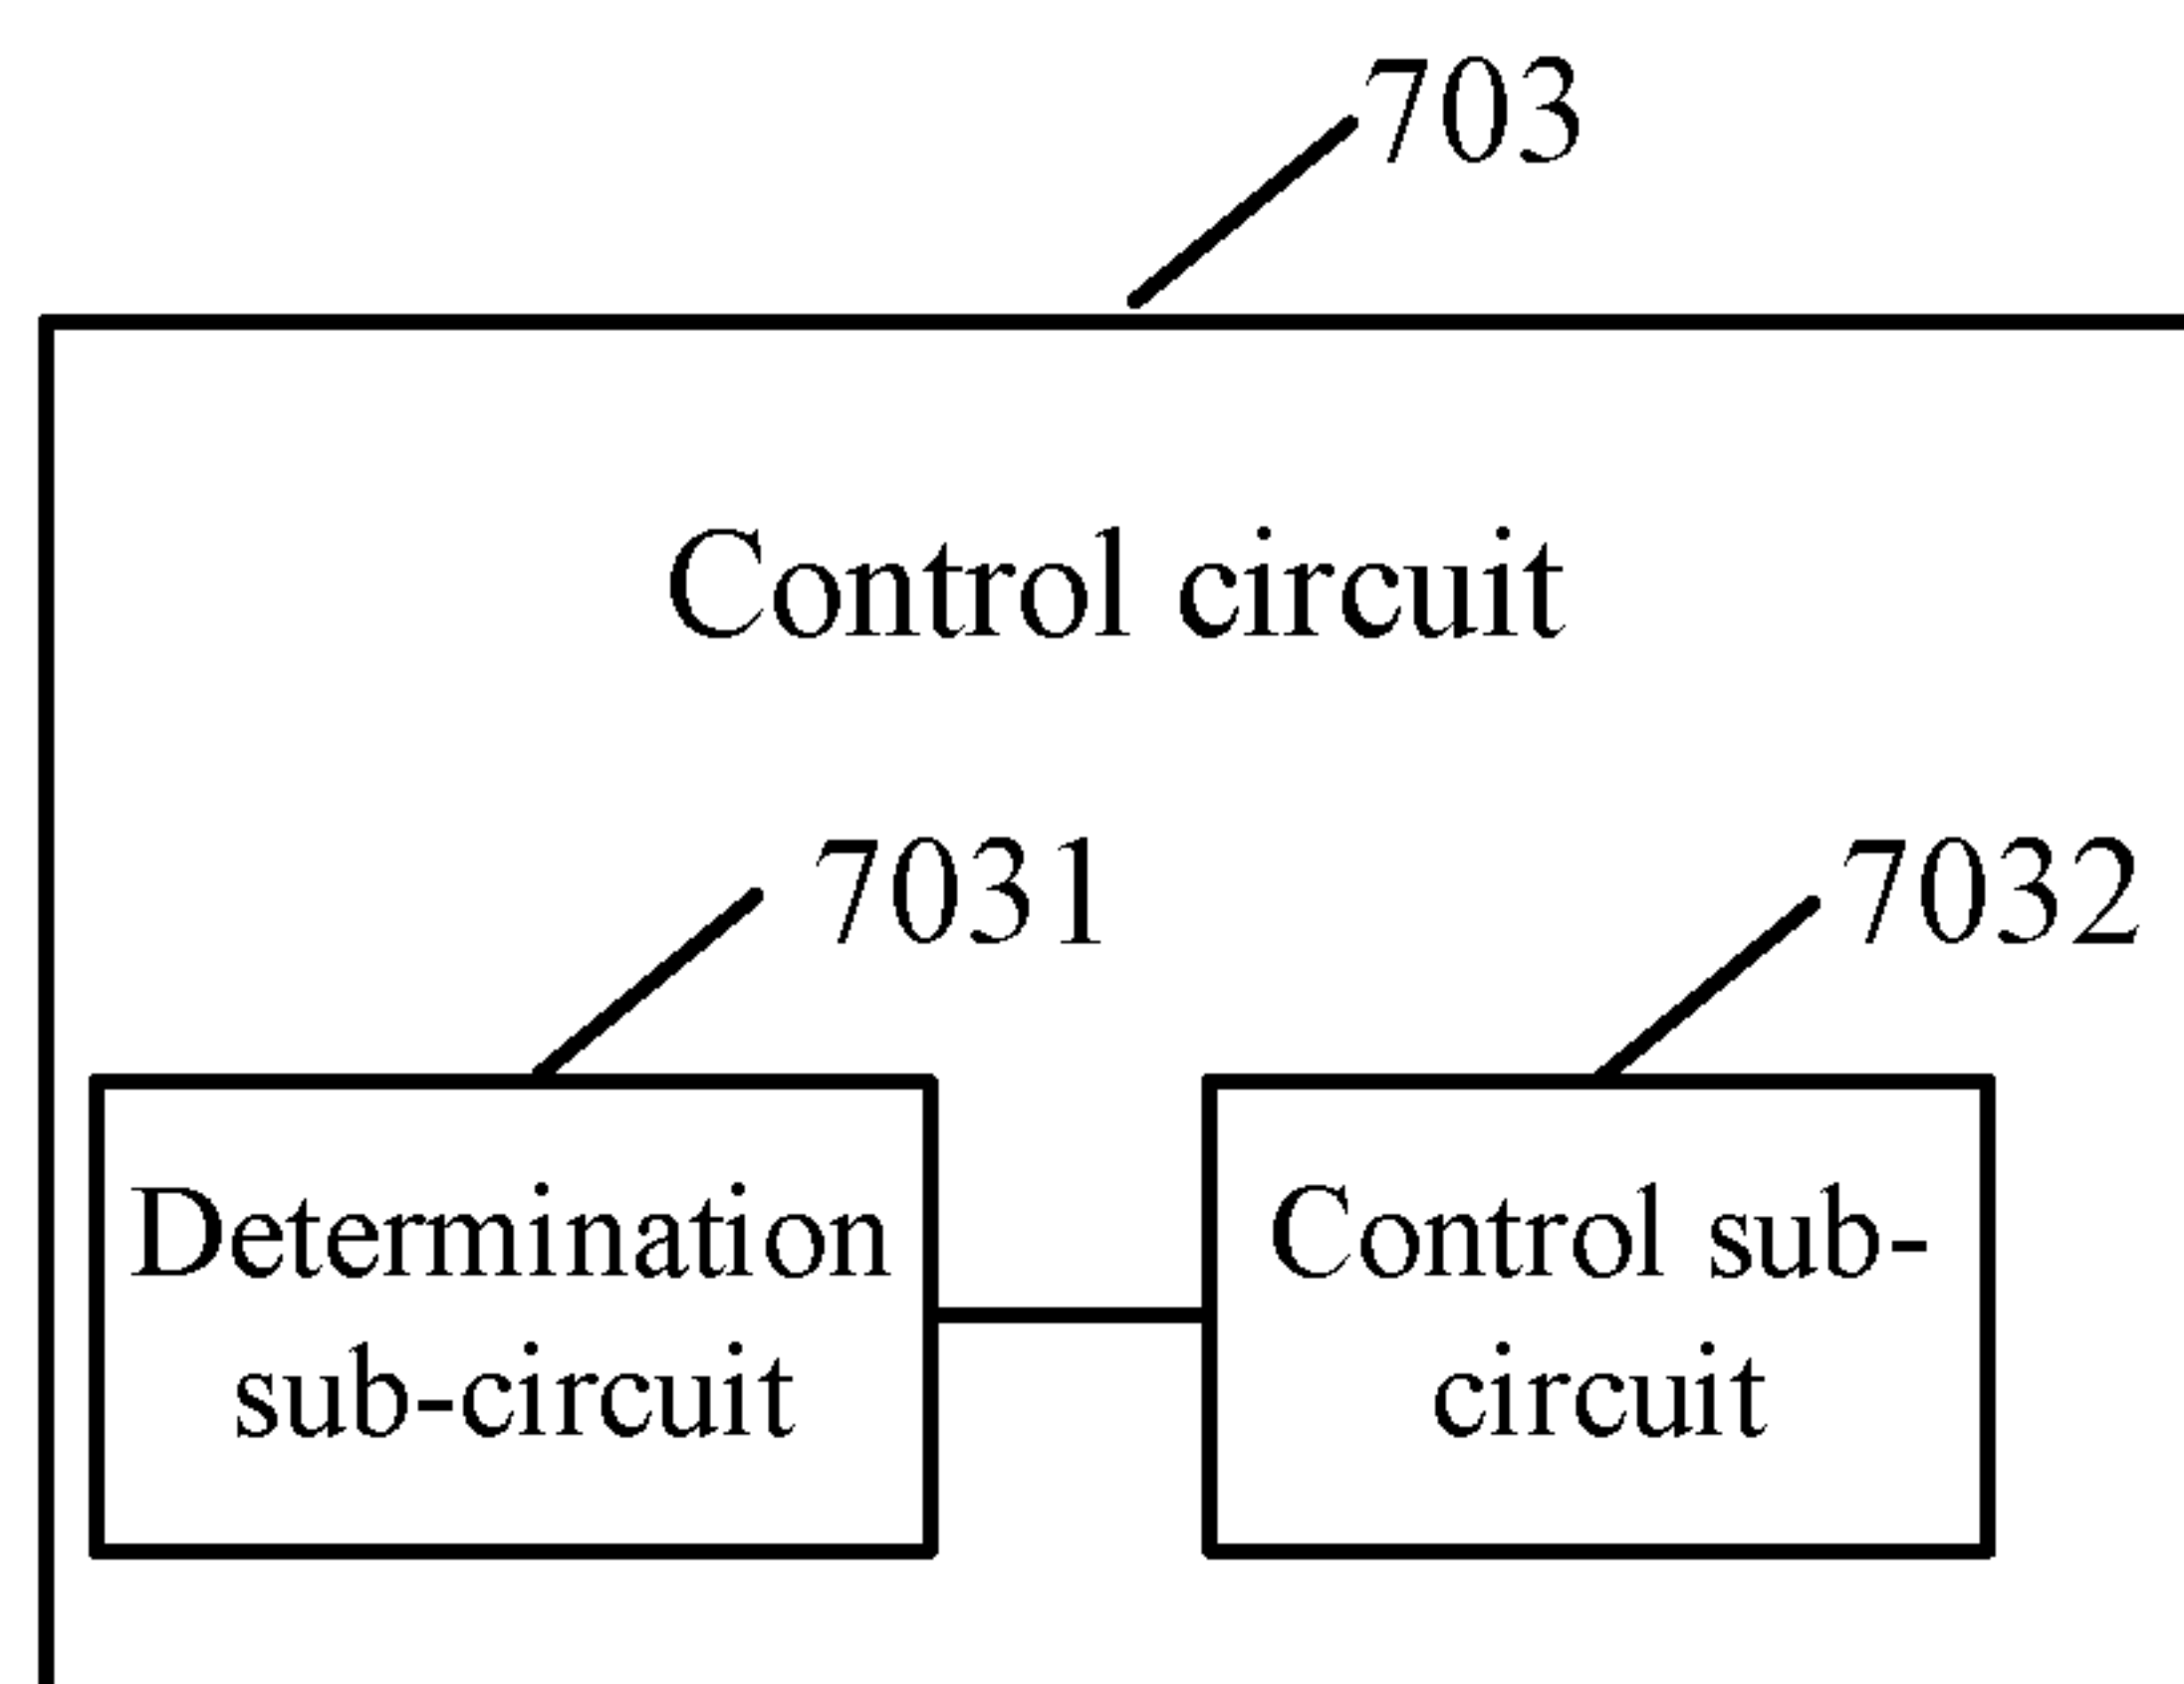 703
Control circuit
7031
7032
Determination
sub-circuit
Control sub-
circuit